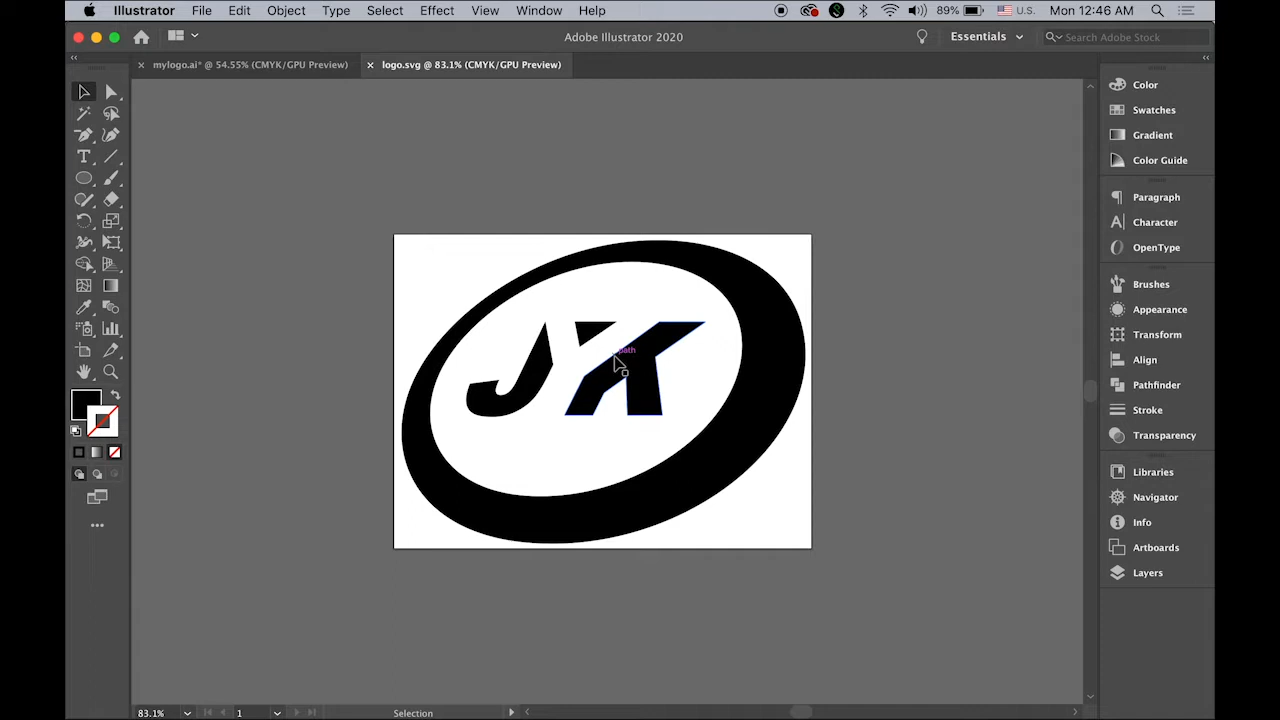 Illustrator File Edit Object Type Select Effect View Window Help 89% U.S. Mon 12:46 AM
Adobe Illustrator 2020 Essentials Search Adobe Stock
mylogo.ai* @ 54.55% (CMYK/GPU Preview) logo.svg @ 83.1% (CMYK/GPU Preview)
Color
Swatches
Gradient
Color Guide
Paragraph
Character
OpenType
Brushes
Appearance
Transform
Align
Pathfinder
Stroke
Transparency
Libraries
Navigator
Info
Artboards
Layers
JYK
path
83.1% 1 Selection